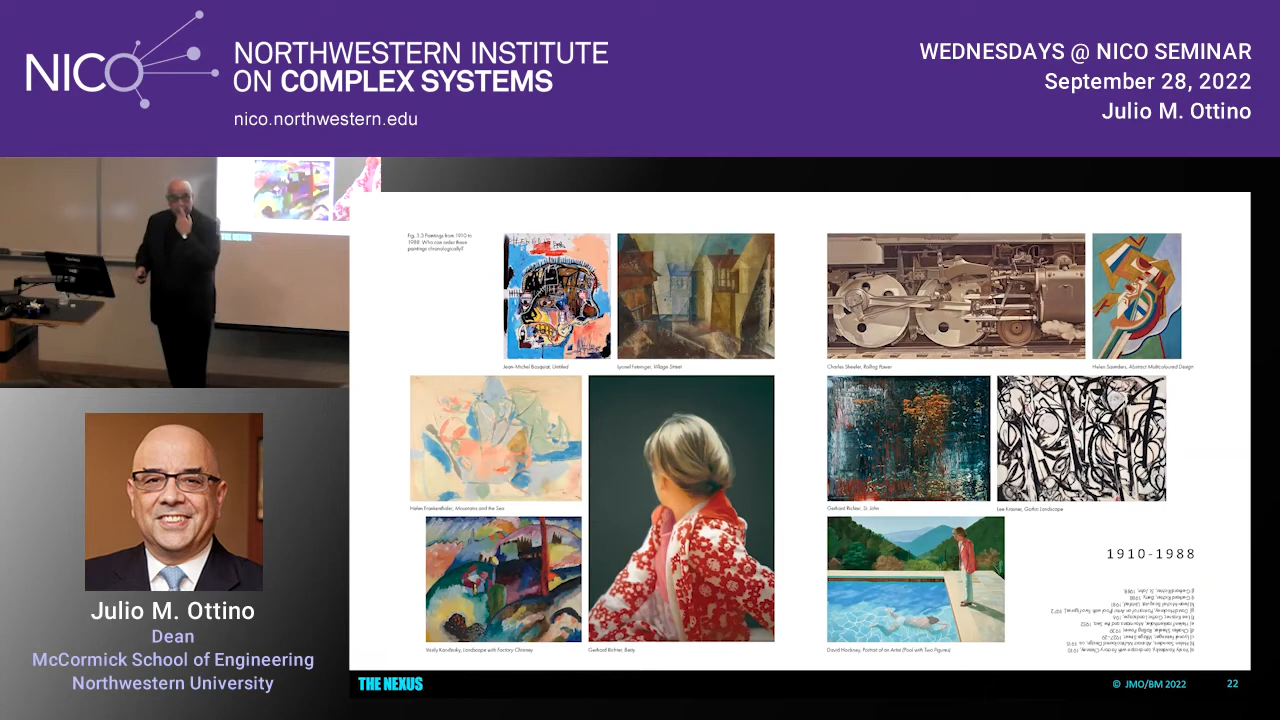 NICO
NORTHWESTERN INSTITUTE
ON COMPLEX SYSTEMS
nico.northwestern.edu
WEDNESDAYS @ NICO SEMINAR
September 28, 2022
Julio M. Ottino
THE NEXUS
Julio M. Ottino
Dean
McCormick School of Engineering
Northwestern University
Fig. 3.3 Paintings from 1910 to
1988. Who can order these
paintings chronologically?
Jean-Michel Basquiat, Untitled
Lyonel Feininger, Village Street
Charles Sheeler, Rolling Power
Helen Saunders, Abstract Multicoloured Design
Helen Frankenthaler, Mountains and the Sea
Gerhard Richter, St. John
Lee Krasner, Gothic Landscape
Vasily Kandinsky, Landscape with Factory Chimney
Gerhard Richter, Betty
David Hockney, Portrait of an Artist (Pool with Two Figures)
1910-1988
THE NEXUS
© JMO/BM 2022
22